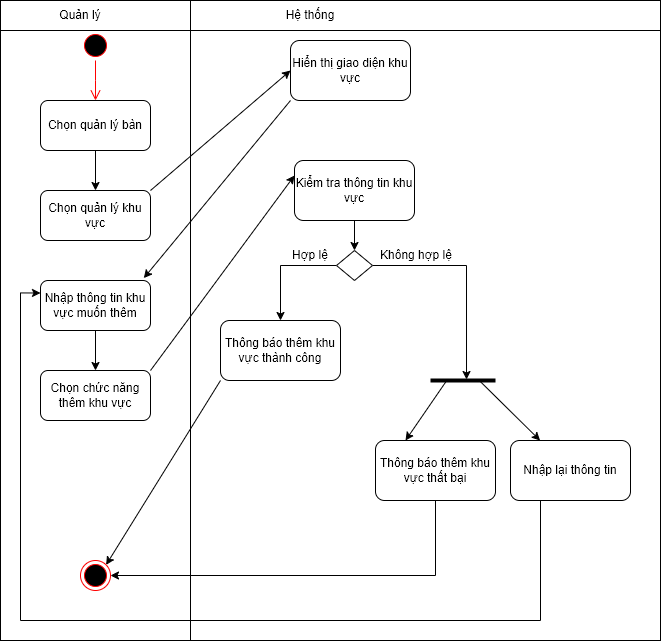 Quản lý
Hệ thống
Hiển thị giao diện khu
vực
Chọn quản lý bàn
Chọn quản lý khu
vực
Kiểm tra thông tin khu
vực
Hợp lệ
Không hợp lệ
Nhập thông tin khu
vực muốn thêm
Thông báo thêm khu
vực thành công
Chọn chức năng
thêm khu vực
Thông báo thêm khu
vực thất bại
Nhập lại thông tin